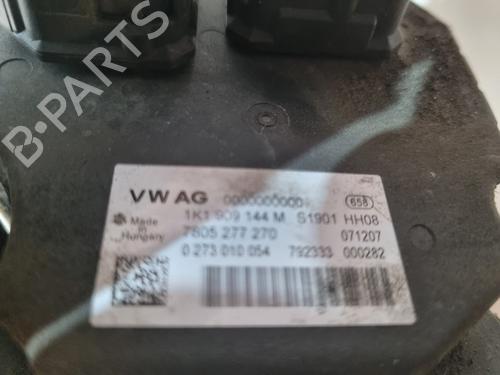 B-PARTS
VW AG 0000000000 658
1K1 909 144 M S1901 HH08
Made in Hungary 7805 277 270 071207
0 273 010 054 792333 000282